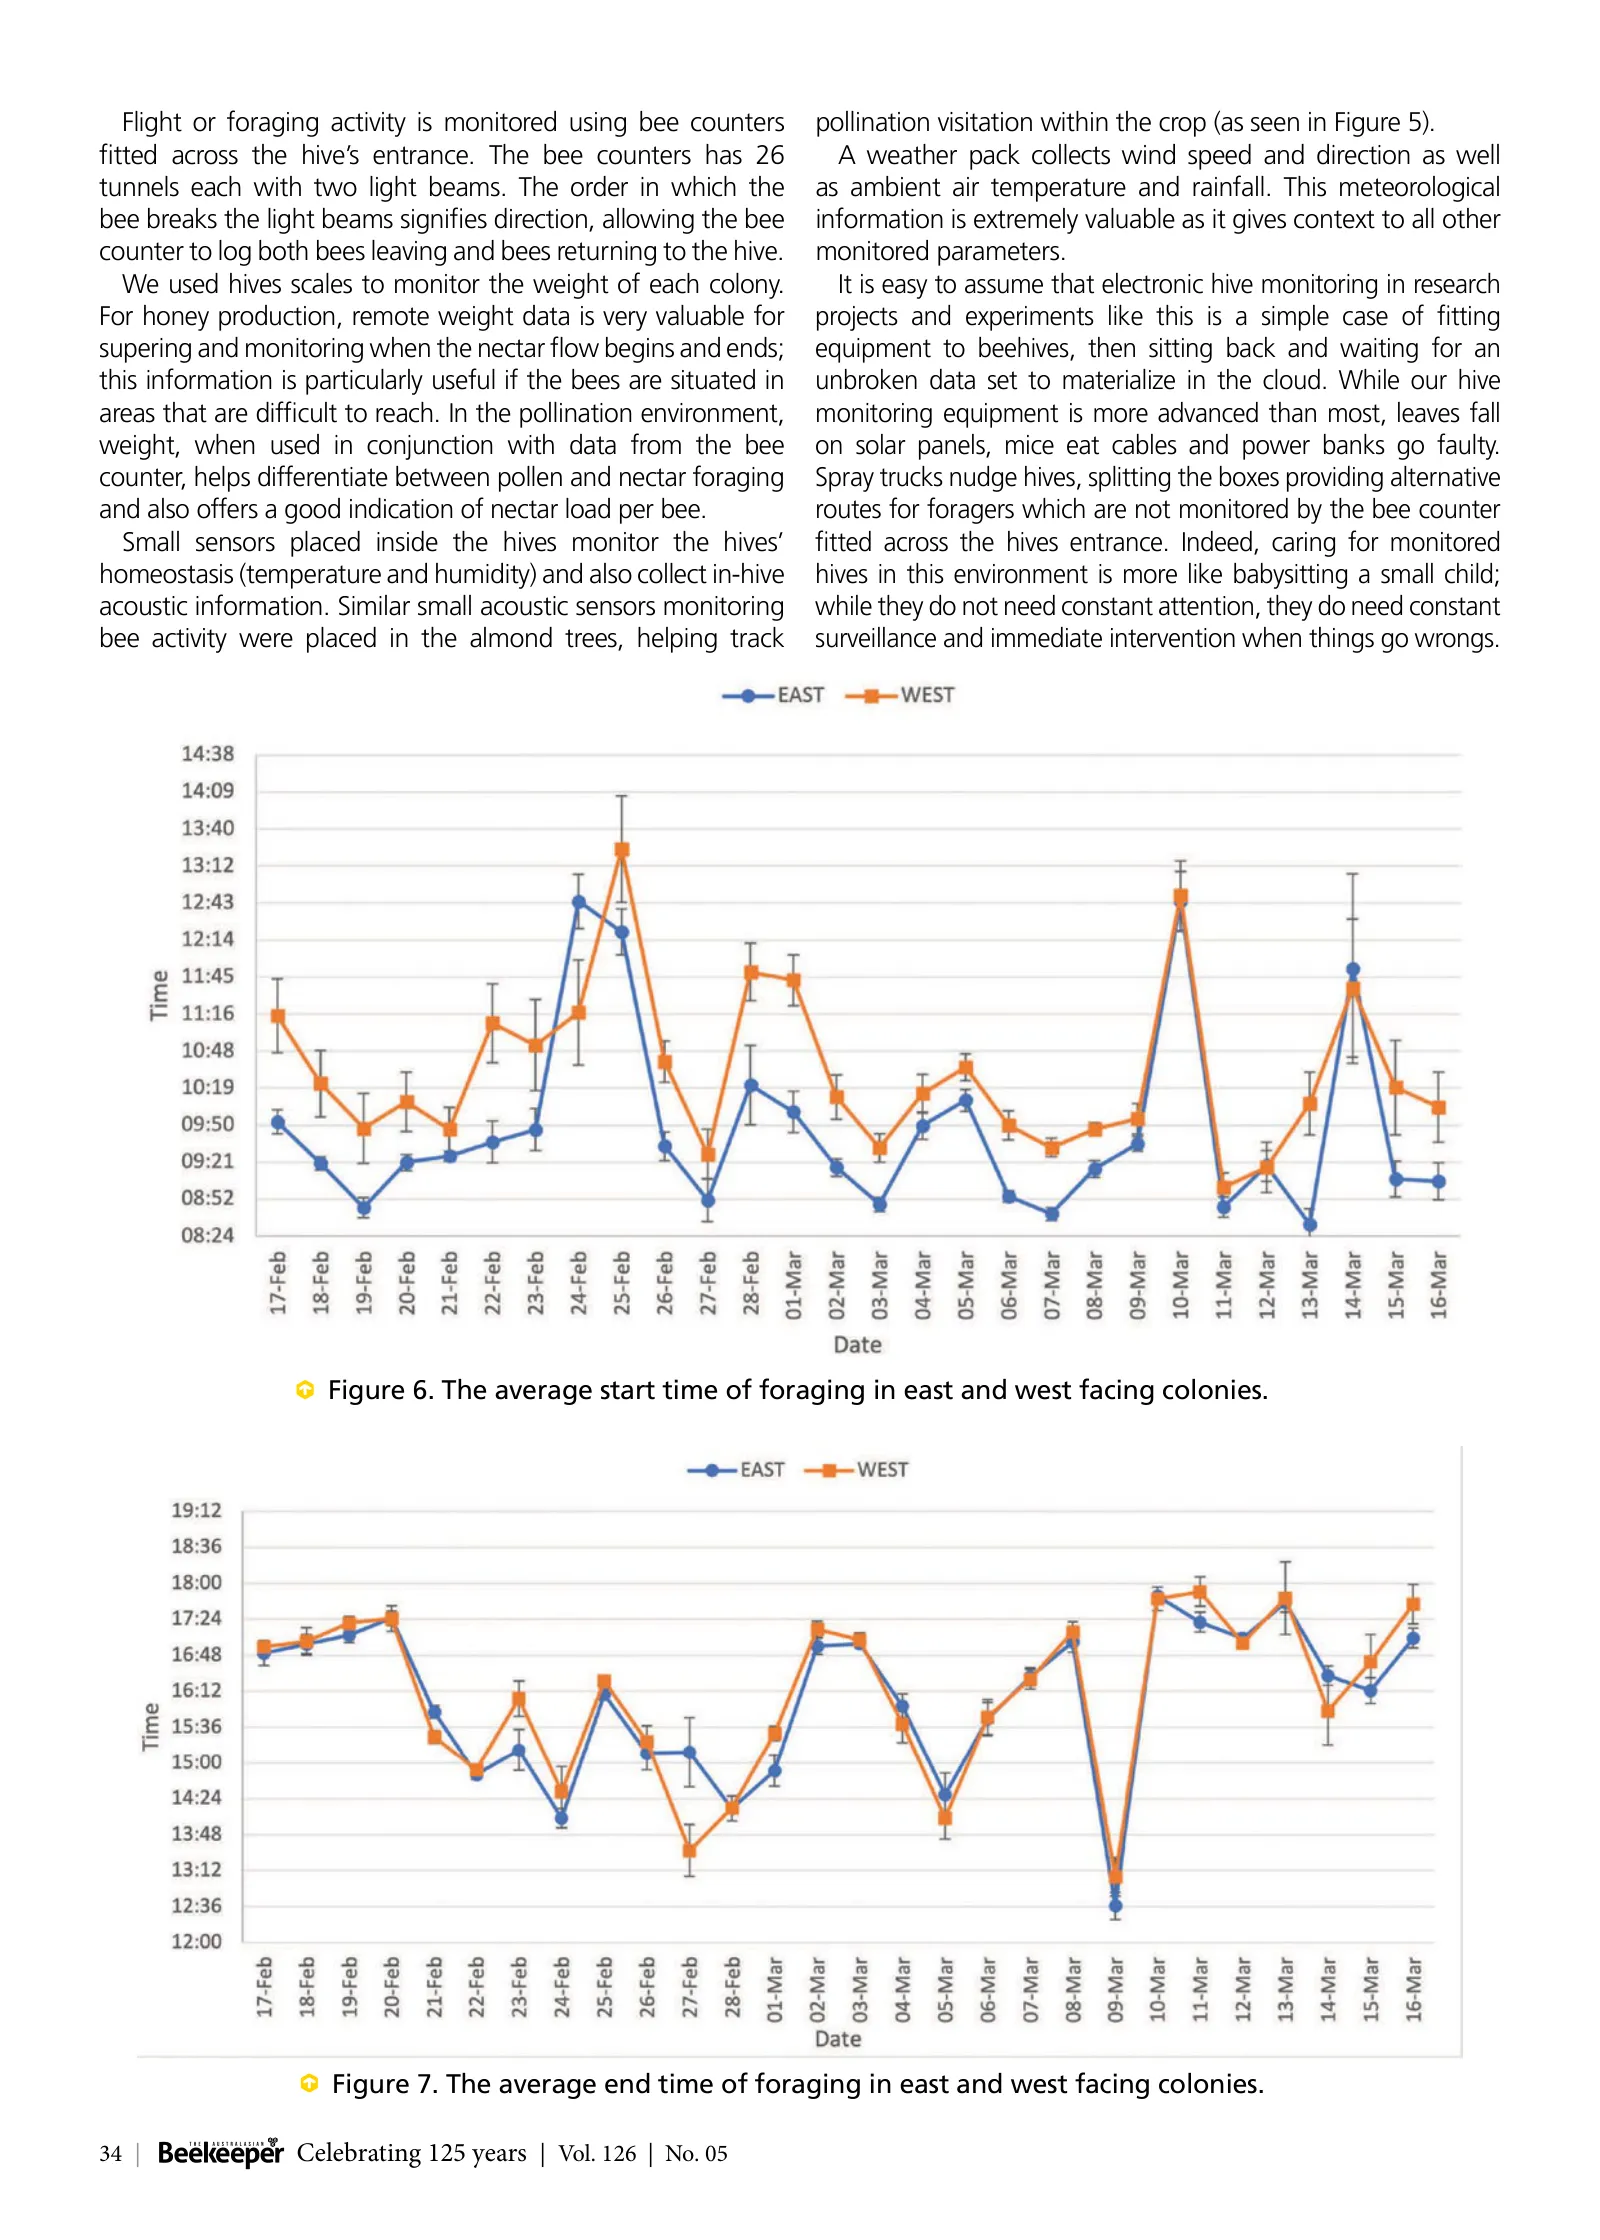 Flight or foraging activity is monitored using bee counters
fitted across the hive’s entrance. The bee counters has 26
tunnels each with two light beams. The order in which the
bee breaks the light beams signifies direction, allowing the bee
counter to log both bees leaving and bees returning to the hive.
We used hives scales to monitor the weight of each colony.
For honey production, remote weight data is very valuable for
supering and monitoring when the nectar flow begins and ends;
this information is particularly useful if the bees are situated in
areas that are difficult to reach. In the pollination environment,
weight, when used in conjunction with data from the bee
counter, helps differentiate between pollen and nectar foraging
and also offers a good indication of nectar load per bee.
Small sensors placed inside the hives monitor the hives’
homeostasis (temperature and humidity) and also collect in-hive
acoustic information. Similar small acoustic sensors monitoring
bee activity were placed in the almond trees, helping track
pollination visitation within the crop (as seen in Figure 5).
A weather pack collects wind speed and direction as well
as ambient air temperature and rainfall. This meteorological
information is extremely valuable as it gives context to all other
monitored parameters.
It is easy to assume that electronic hive monitoring in research
projects and experiments like this is a simple case of fitting
equipment to beehives, then sitting back and waiting for an
unbroken data set to materialize in the cloud. While our hive
monitoring equipment is more advanced than most, leaves fall
on solar panels, mice eat cables and power banks go faulty.
Spray trucks nudge hives, splitting the boxes providing alternative
routes for foragers which are not monitored by the bee counter
fitted across the hives entrance. Indeed, caring for monitored
hives in this environment is more like babysitting a small child;
while they do not need constant attention, they do need constant
surveillance and immediate intervention when things go wrongs.
EAST WEST
14:38
14:09
13:40
13:12
12:43
12:14
11:45
11:16
10:48
10:19
09:50
09:21
08:52
08:24
Time
17-Feb 18-Feb 19-Feb 20-Feb 21-Feb 22-Feb 23-Feb 24-Feb 25-Feb 26-Feb 27-Feb 28-Feb 01-Mar 02-Mar 03-Mar 04-Mar 05-Mar 06-Mar 07-Mar 08-Mar 09-Mar 10-Mar 11-Mar 12-Mar 13-Mar 14-Mar 15-Mar 16-Mar
Date
Figure 6. The average start time of foraging in east and west facing colonies.
EAST WEST
19:12
18:36
18:00
17:24
16:48
16:12
15:36
15:00
14:24
13:48
13:12
12:36
12:00
Time
17-Feb 18-Feb 19-Feb 20-Feb 21-Feb 22-Feb 23-Feb 24-Feb 25-Feb 26-Feb 27-Feb 28-Feb 01-Mar 02-Mar 03-Mar 04-Mar 05-Mar 06-Mar 07-Mar 08-Mar 09-Mar 10-Mar 11-Mar 12-Mar 13-Mar 14-Mar 15-Mar 16-Mar
Date
Figure 7. The average end time of foraging in east and west facing colonies.
34 | THE AUSTRALASIAN Beekeeper Celebrating 125 years | Vol. 126 | No. 05